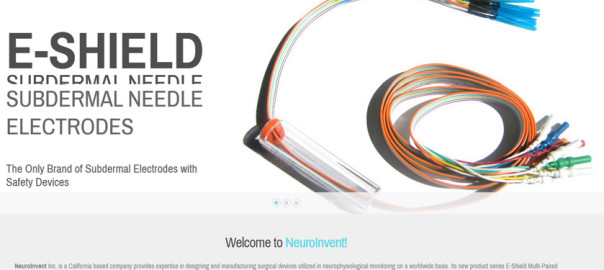 E-SHIELD
SUBDERMAL NEEDLE
SUBDERMAL NEEDLE
ELECTRODES
The Only Brand of Subdermal Electrodes with
Safety Devices
Welcome to NeuroInvent!
NeuroInvent Inc. is a California based company provides expertise in designing and manufacturing surgical devices utilized in neurophysiological monitoring on a worldwide basis. Its new product series E-Shield Multi-Paired